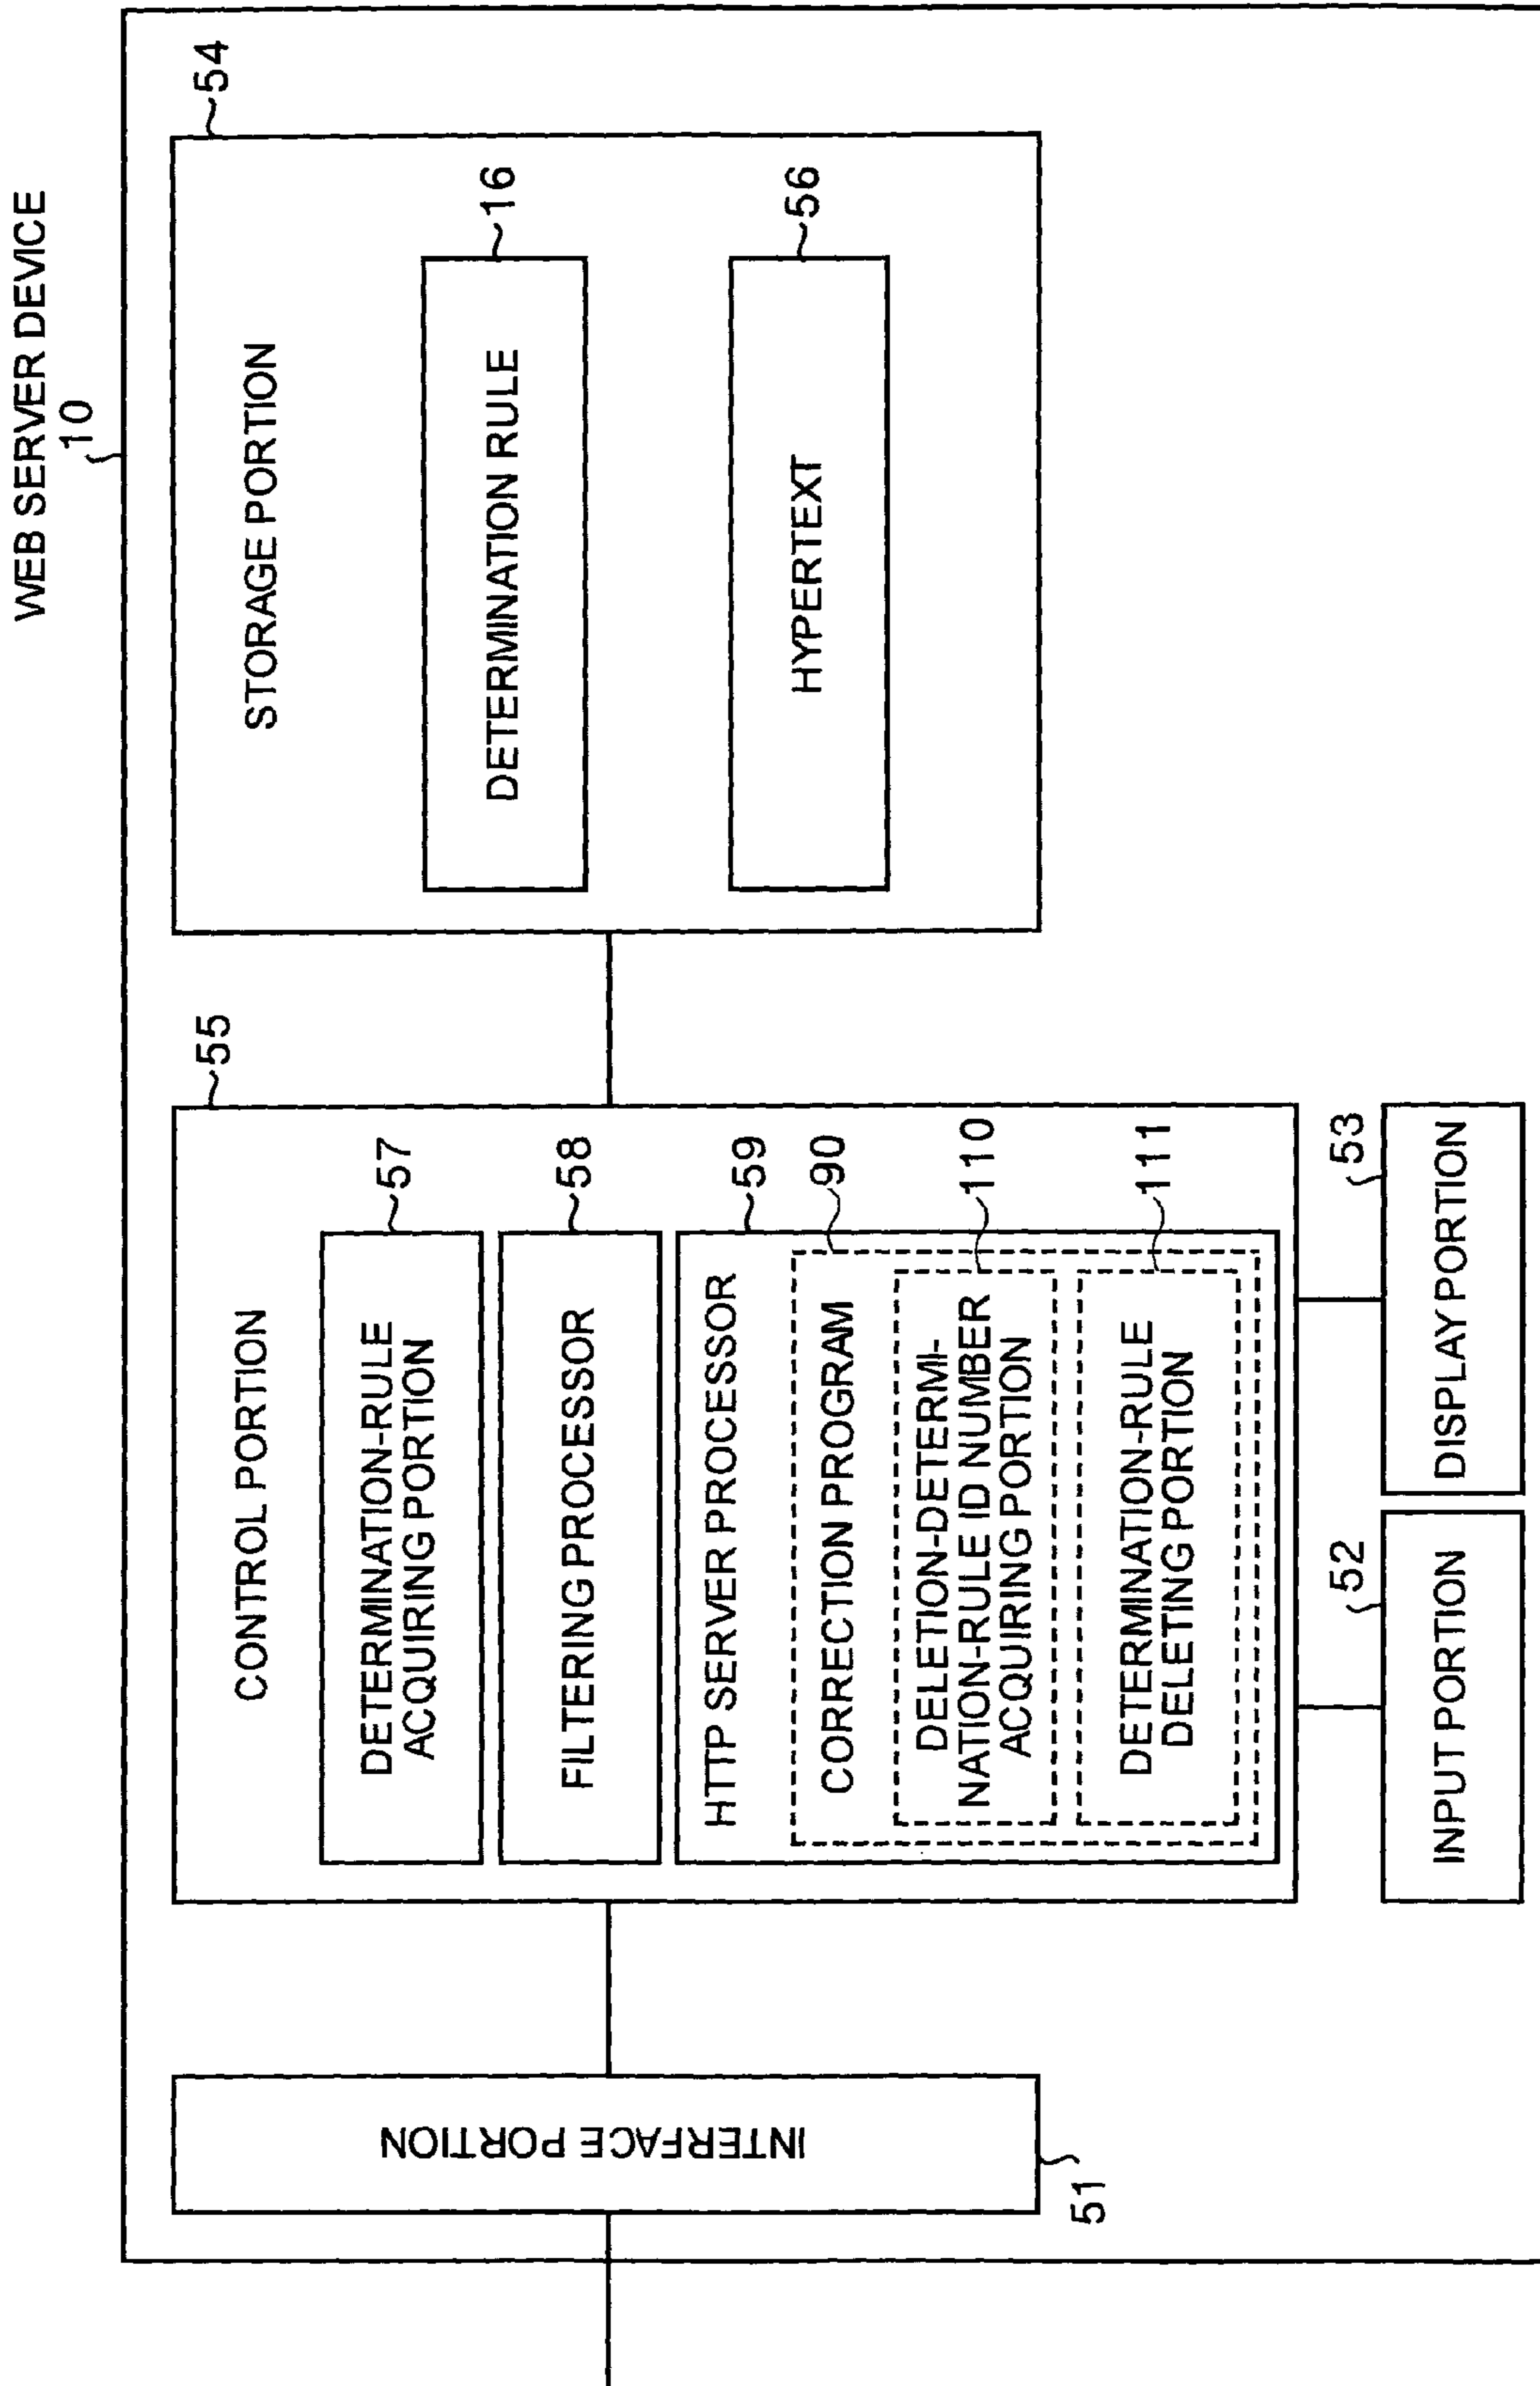 WEB SERVER DEVICE
10
INTERFACE PORTION
51
55
CONTROL PORTION
57
DETERMINATION-RULE
ACQUIRING PORTION
58
FILTERING PROCESSOR
59
HTTP SERVER PROCESSOR
90
CORRECTION PROGRAM
110
DELETION-DETERMI-
NATION-RULE ID NUMBER
ACQUIRING PORTION
111
DETERMINATION-RULE
DELETING PORTION
52
INPUT PORTION
53
DISPLAY PORTION
54
STORAGE PORTION
16
DETERMINATION RULE
56
HYPERTEXT